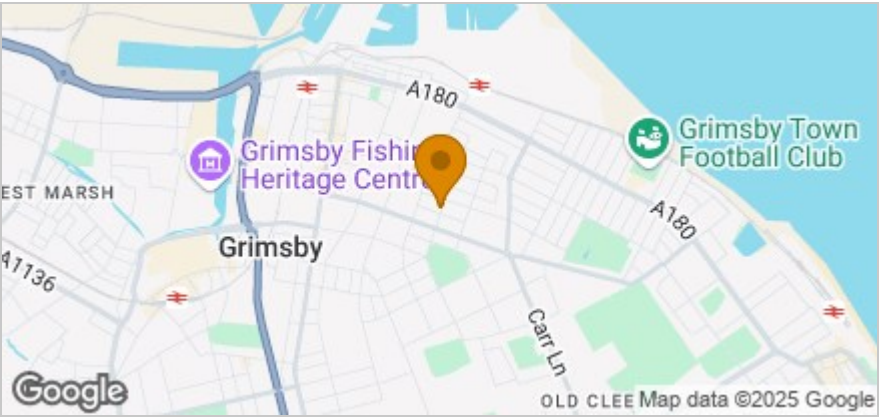 A180
Grimsby Town
Football Club
Grimsby Fishin
Heritage Centr
EST MARSH
A180
Grimsby
A1136
Carr Ln
OLD CLEE
Google
Map data ©2025 Google